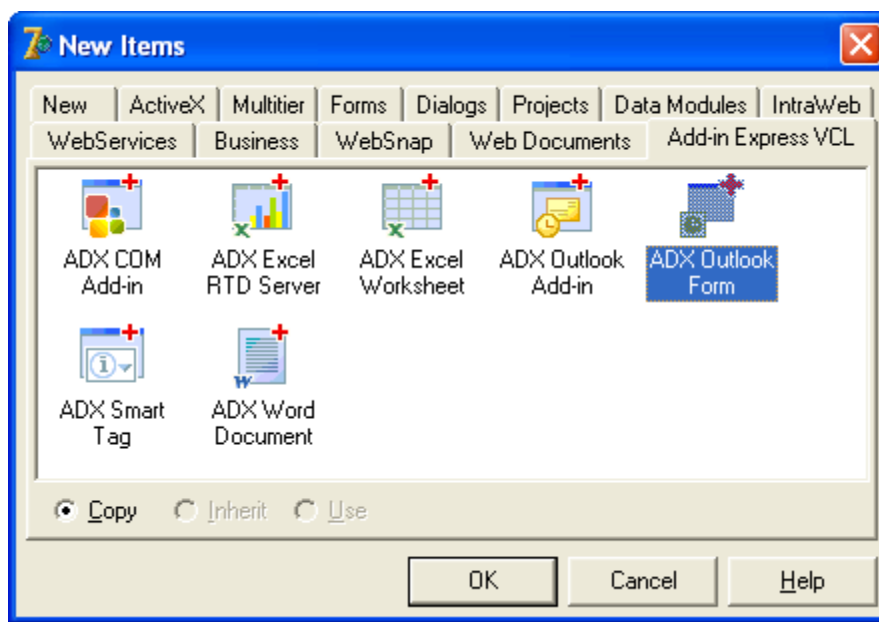 New Items
New ActiveX Multitier Forms Dialogs Projects Data Modules IntraWeb
WebServices Business WebSnap Web Documents Add-in Express VCL
ADX COM Add-in
ADX Excel RTD Server
ADX Excel Worksheet
ADX Outlook Add-in
ADX Outlook Form
ADX Smart Tag
ADX Word Document
Copy Inherit Use
OK Cancel Help